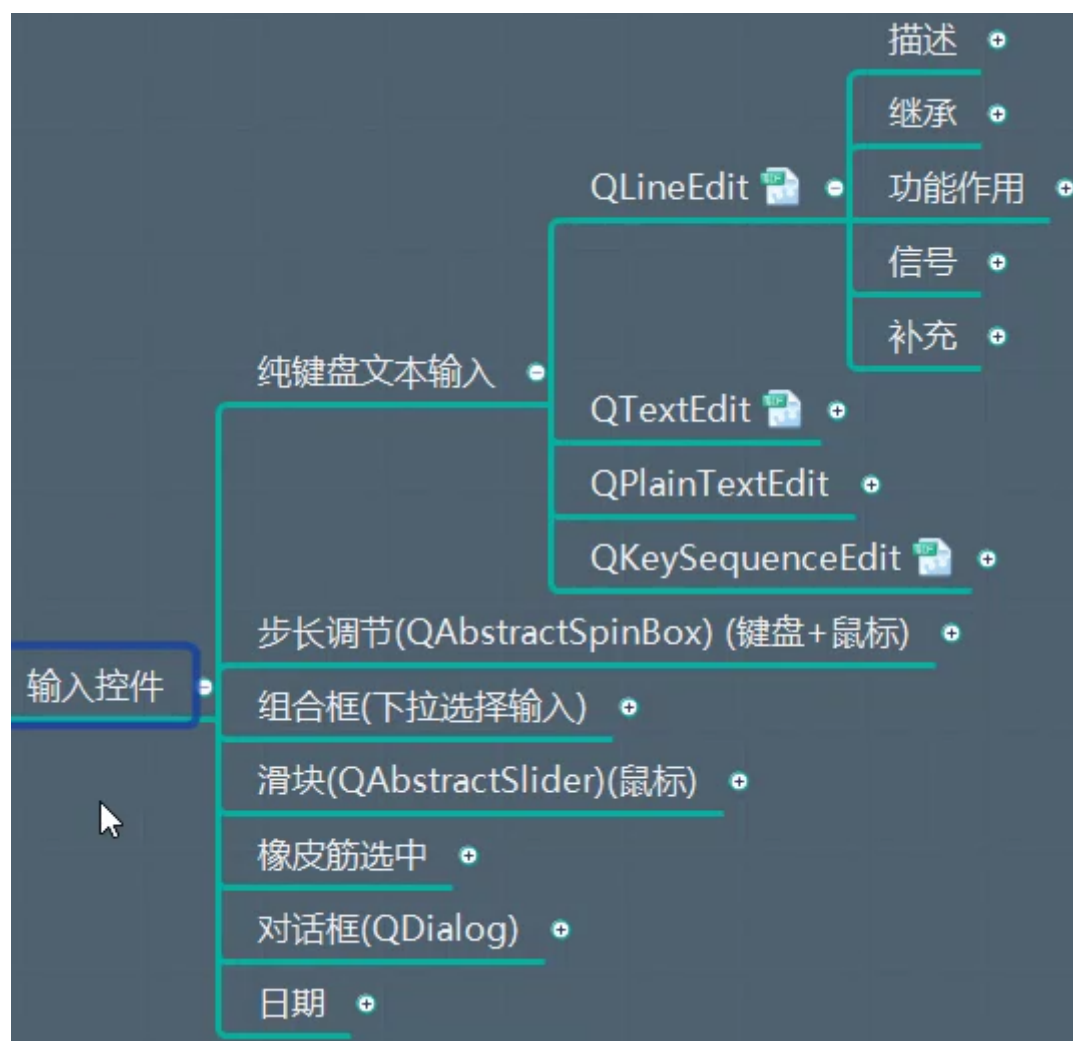 描述
继承
QLineEdit
功能作用
信号
补充
纯键盘文本输入
QTextEdit
QPlainTextEdit
QKeySequenceEdit
步长调节(QAbstractSpinBox) (键盘+鼠标)
输入控件
组合框(下拉选择输入)
滑块(QAbstractSlider)(鼠标)
橡皮筋选中
对话框(QDialog)
日期